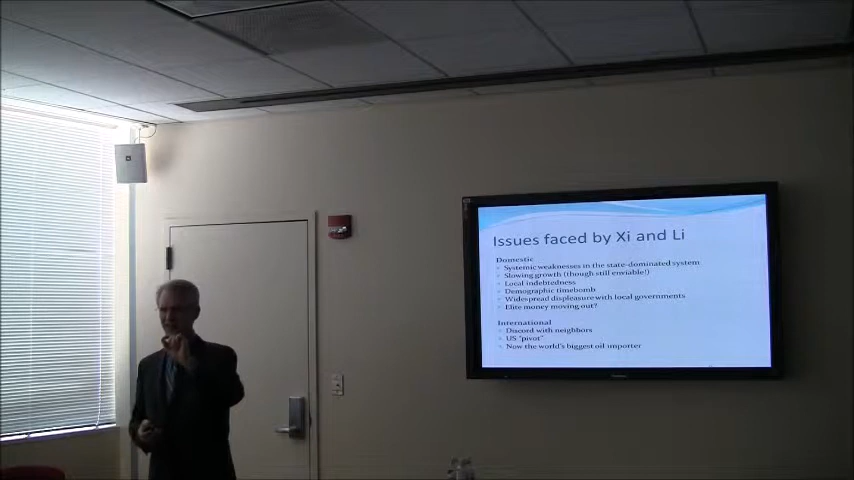 Issues faced by Xi and Li
Domestic
Systemic weaknesses in the state-dominated system
Slowing growth (though still enviable!)
Local indebtedness
Demographic timebomb
Widespread displeasure with local governments
Elite money moving out?
International
Discord with neighbors
US "pivot"
Now the world's biggest oil importer